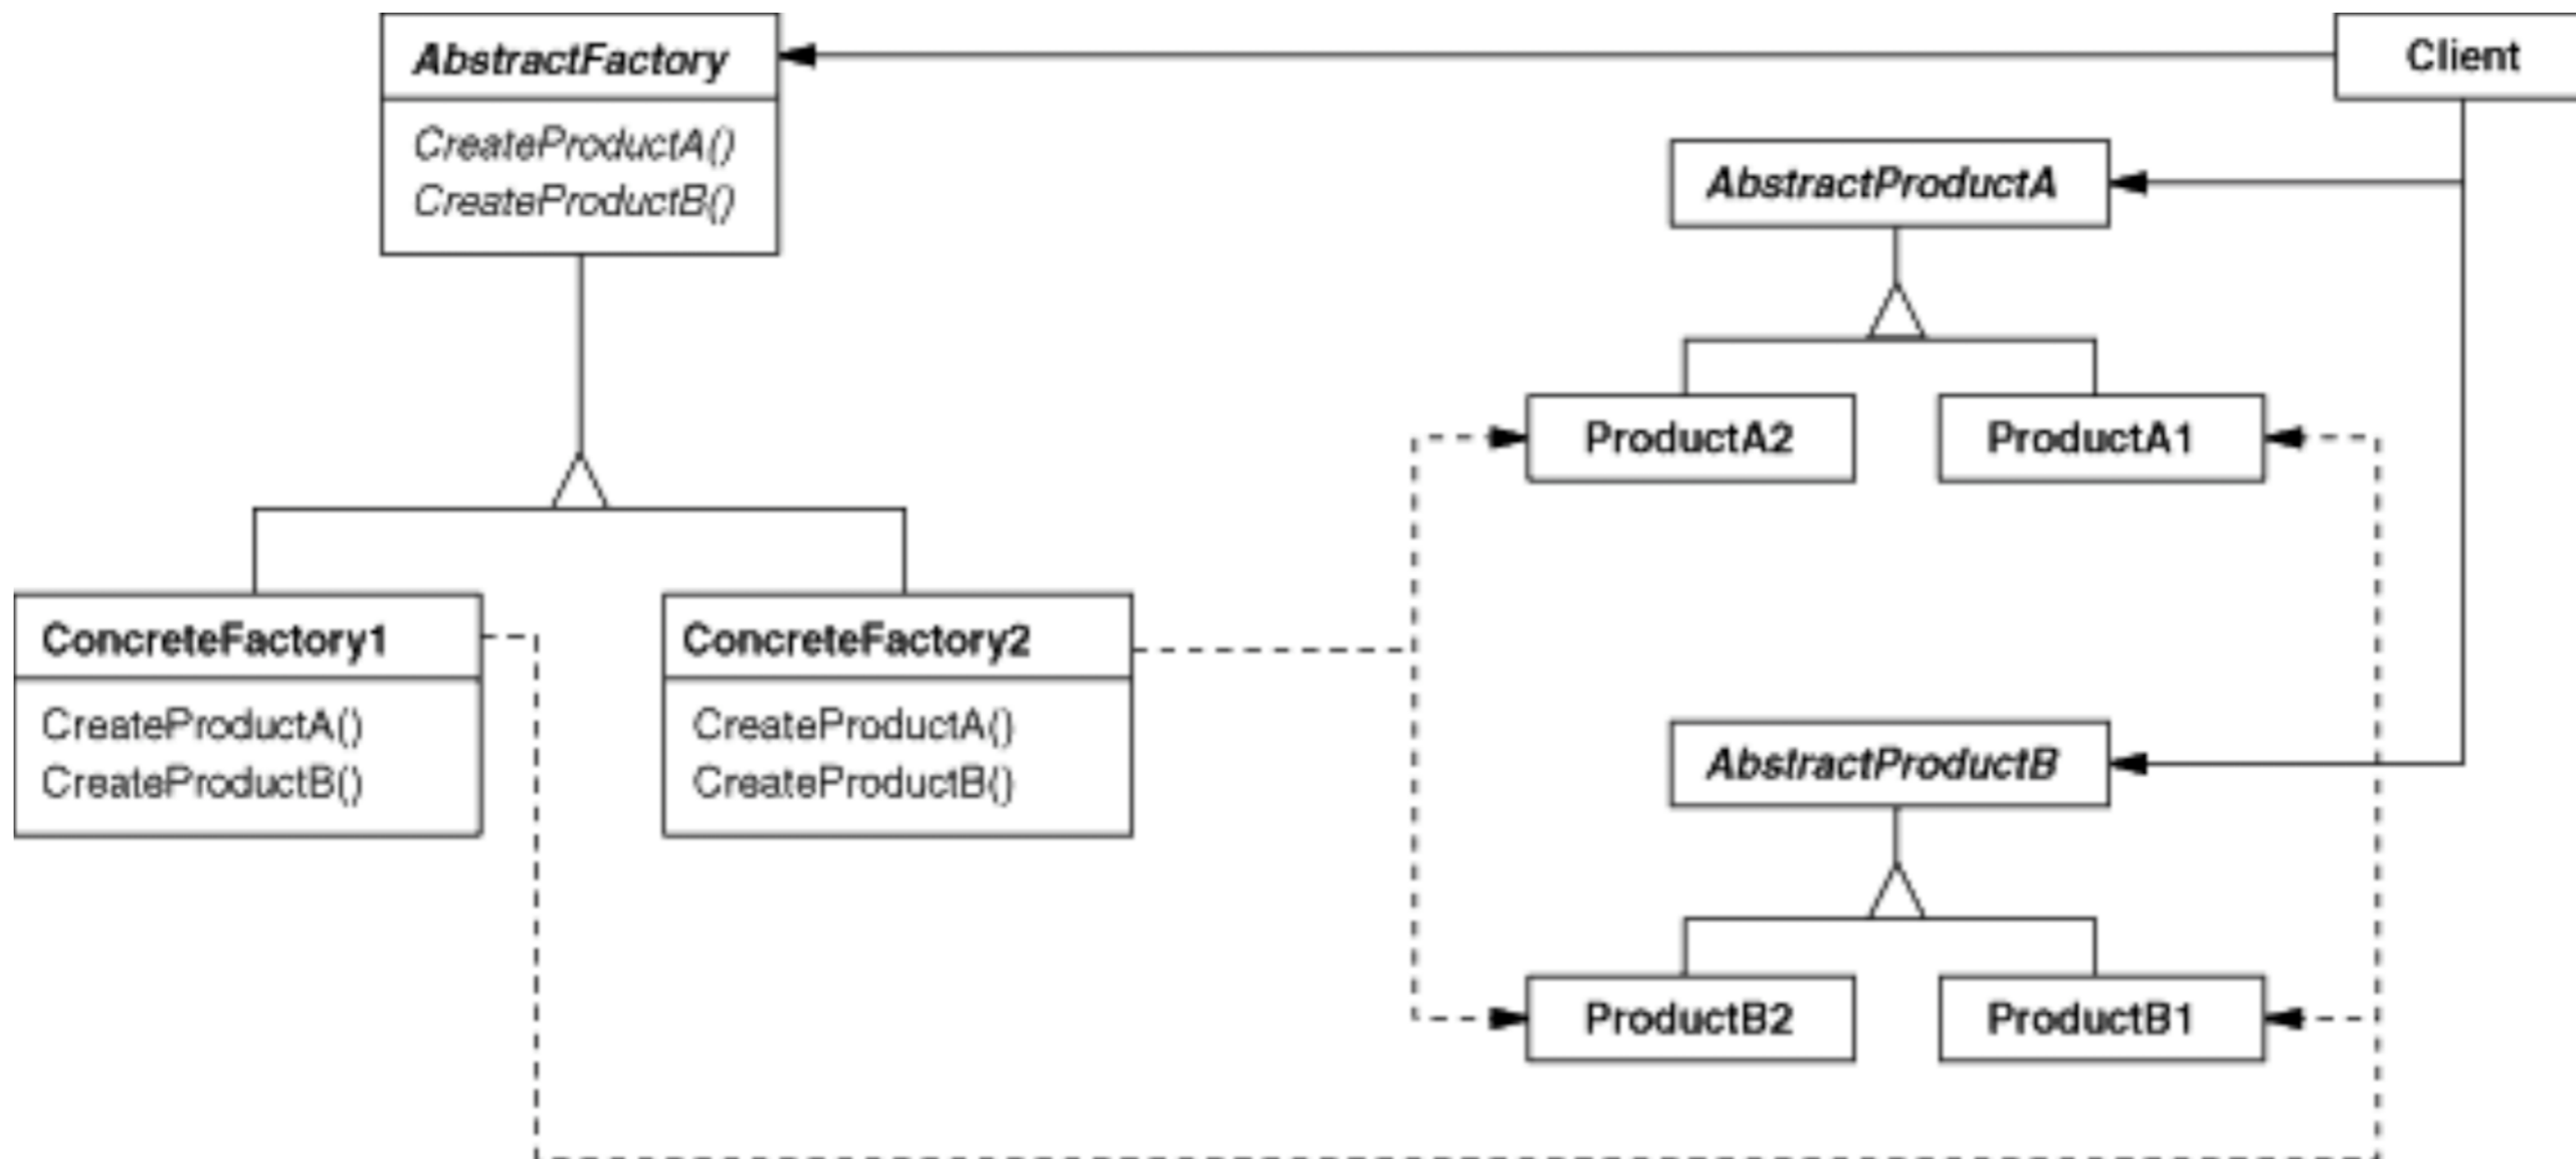 AbstractFactory
CreateProductA()
CreateProductB()
Client
AbstractProductA
ProductA2
ProductA1
ConcreteFactory1
CreateProductA()
CreateProductB()
ConcreteFactory2
CreateProductA()
CreateProductB()
AbstractProductB
ProductB2
ProductB1